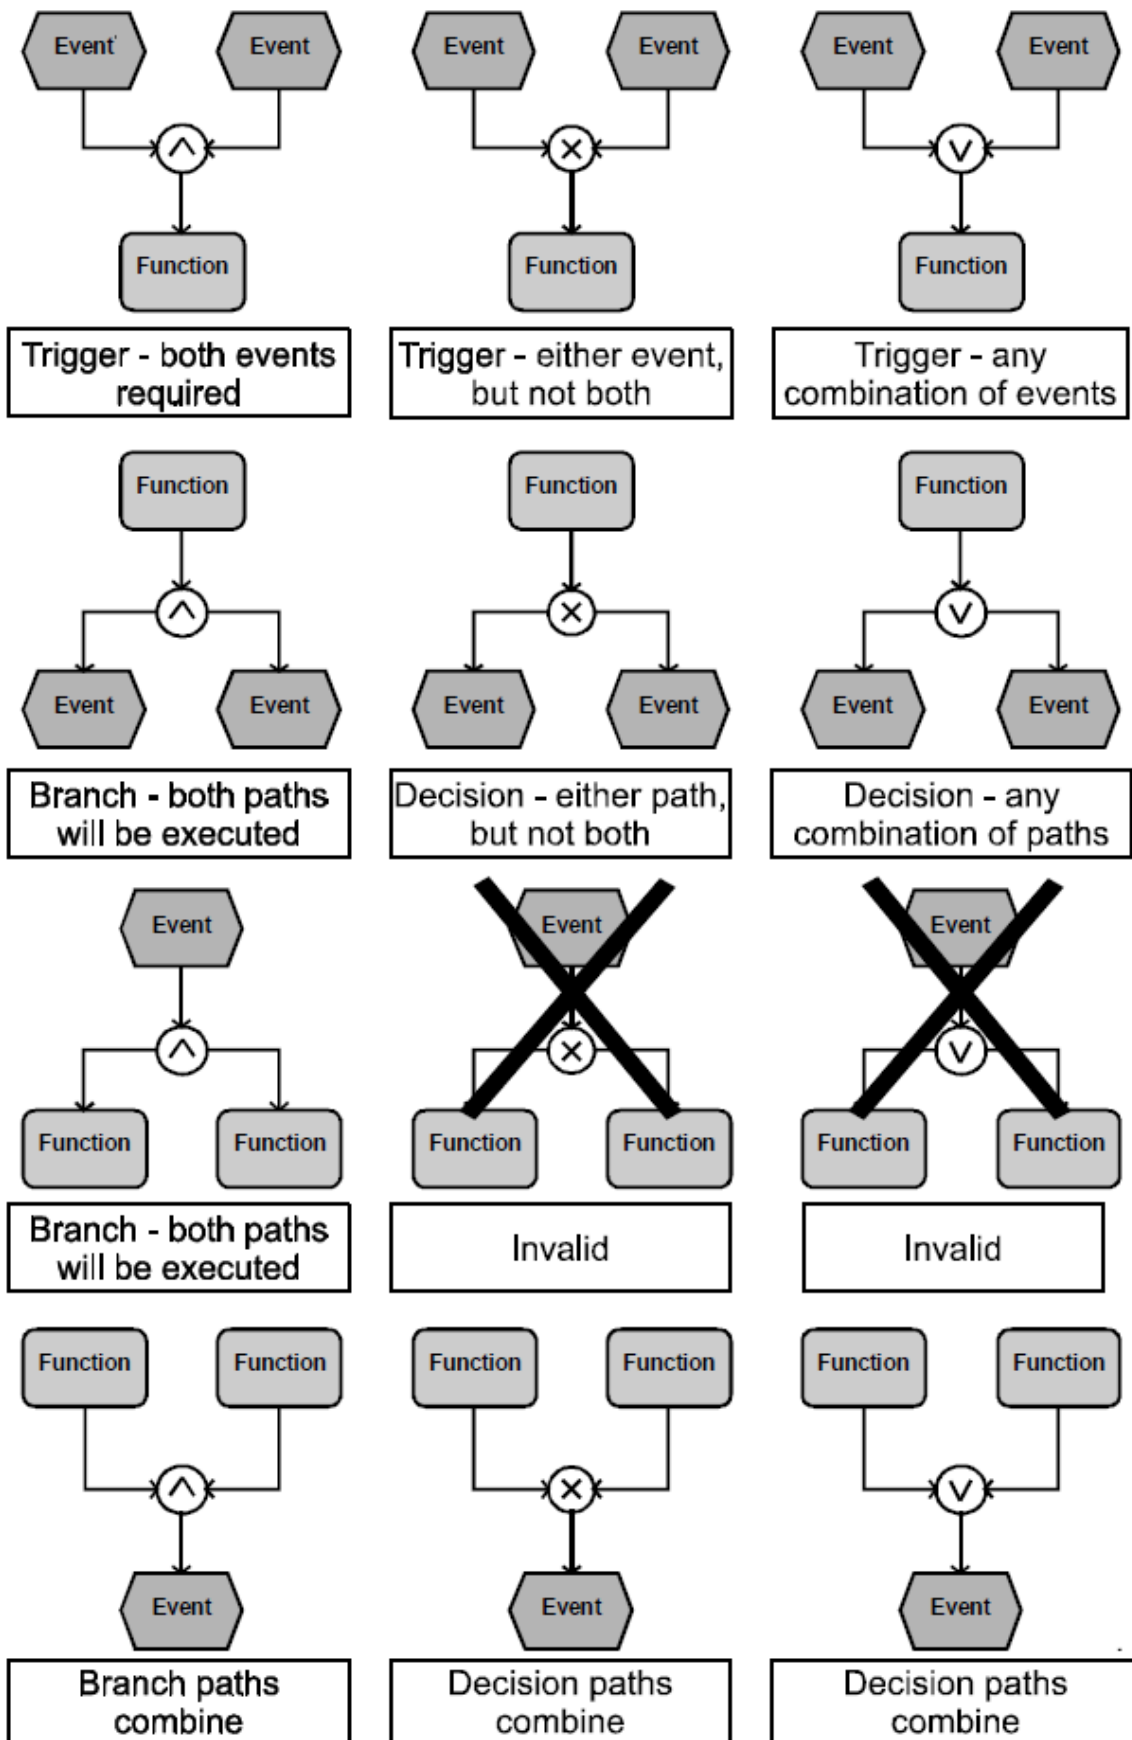 Event Event Event Event Event Event
Function Function Function
Trigger - both events
required
Trigger - either event,
but not both
Trigger - any
combination of events
Function Function Function
Event Event Event Event Event Event
Branch - both paths
will be executed
Decision - either path,
but not both
Decision - any
combination of paths
Event Event Event
Function Function Function Function Function Function
Branch - both paths
will be executed
Invalid
Invalid
Function Function Function Function Function Function
Event Event Event
Branch paths
combine
Decision paths
combine
Decision paths
combine